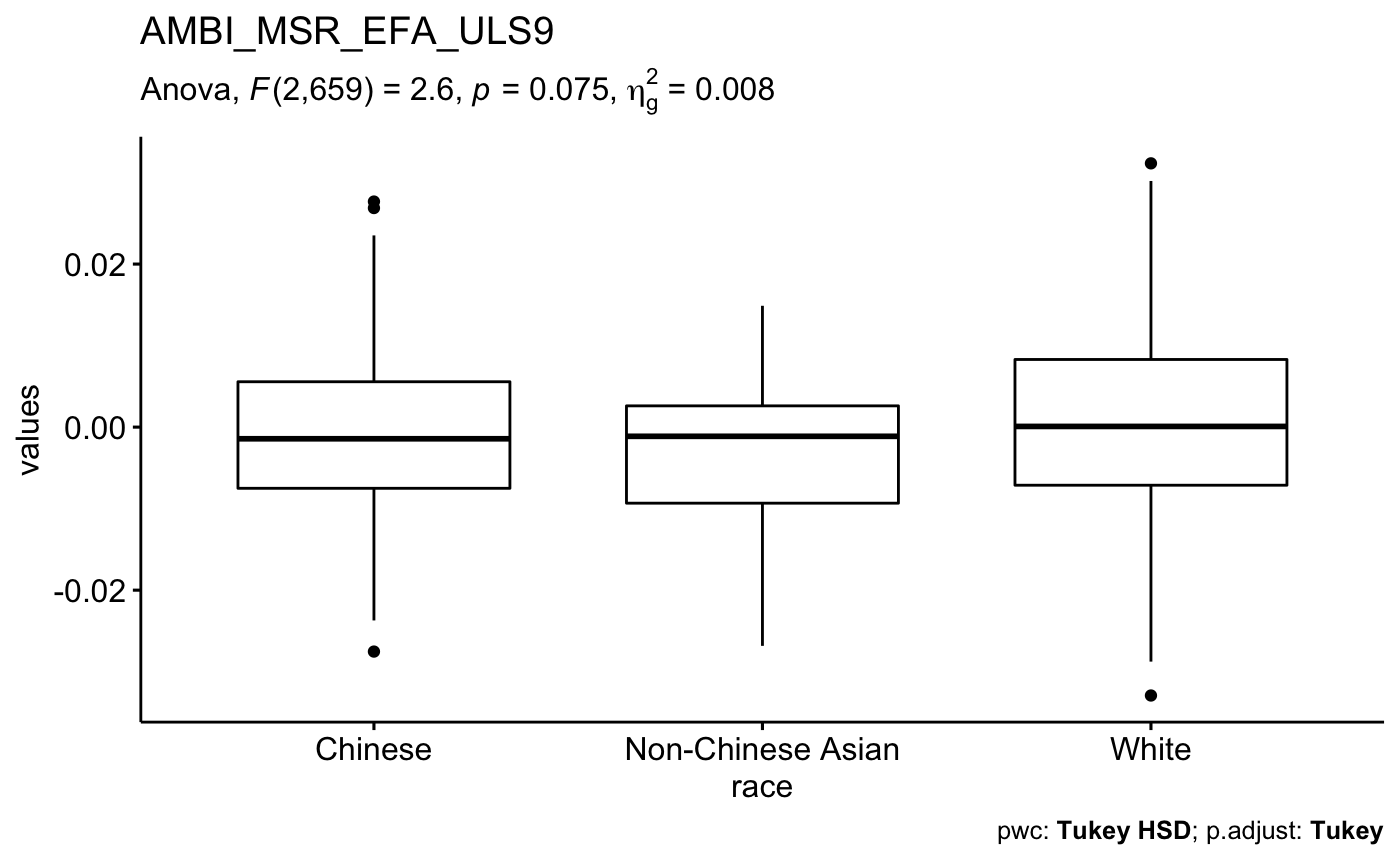 AMBI_MSR_EFA_ULS9
Anova, F(2,659) = 2.6, p = 0.075, η²g = 0.008
values
0.02
0.00
-0.02
Chinese
Non-Chinese Asian
White
race
pwc: Tukey HSD; p.adjust: Tukey